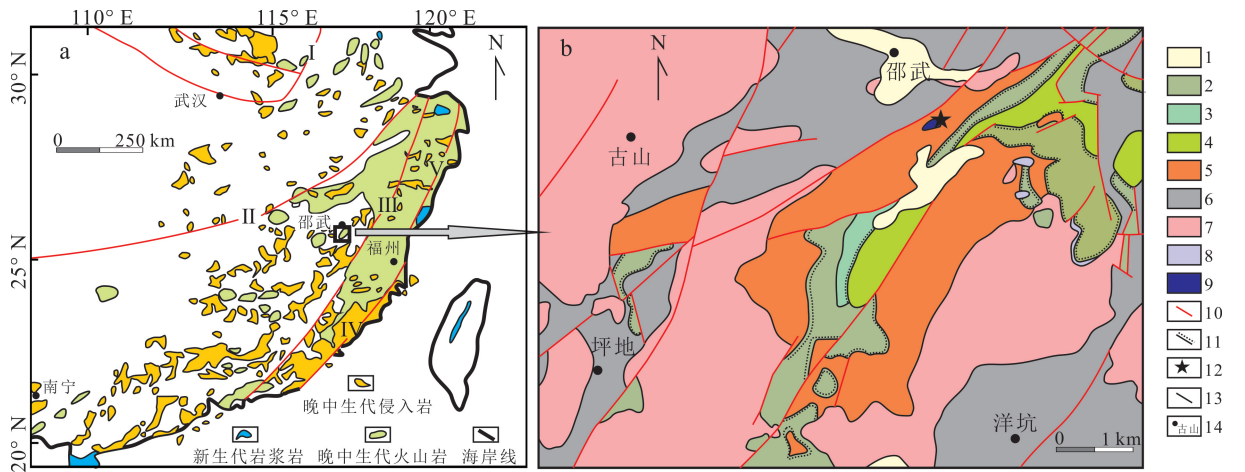 110° E
115° E
120° E
30° N
25° N
20° N
a
N
I
武汉
0 250 km
V
III
II
邵武
福州
IV
南宁
晚中生代侵入岩
新生代岩浆岩
晚中生代火山岩
海岸线
b
N
邵武
古山
坪地
洋坑
0 1 km
1
2
3
4
5
6
7
8
9
10
11
12
13
古山 14